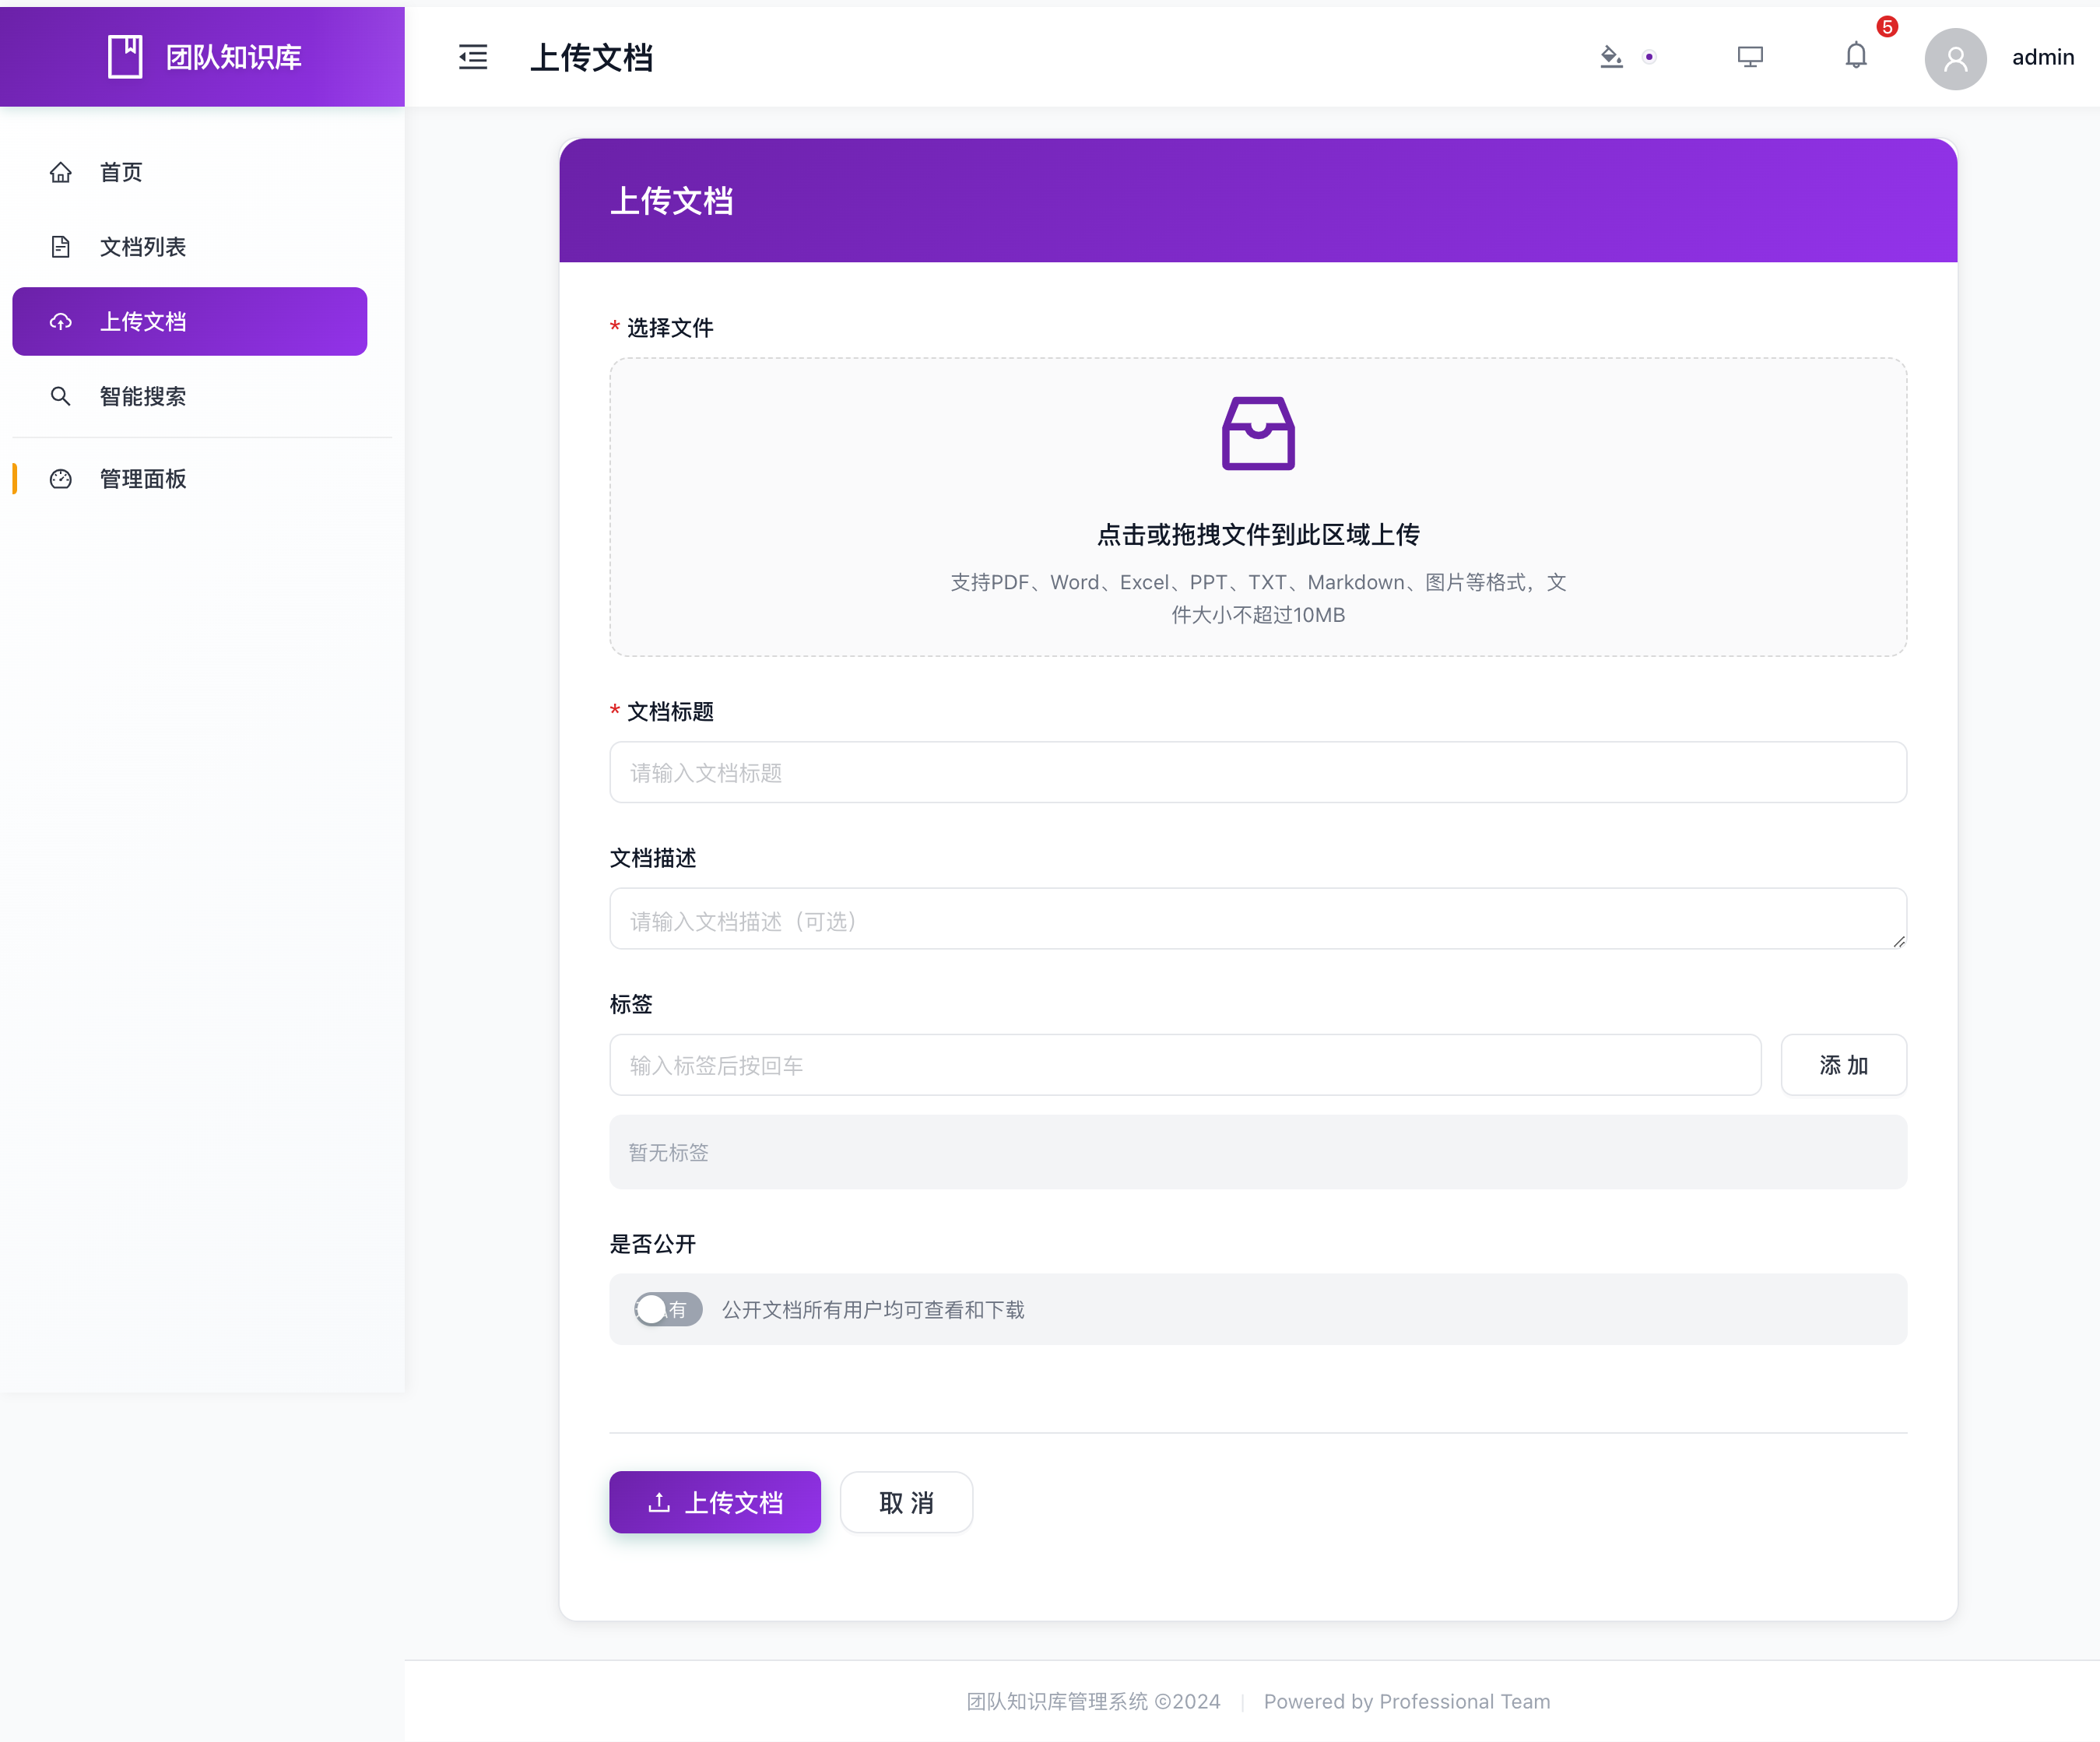 团队知识库
上传文档
5
admin
首页
文档列表
上传文档
智能搜索
管理面板
上传文档
* 选择文件
点击或拖拽文件到此区域上传
支持PDF、Word、Excel、PPT、TXT、Markdown、图片等格式，文
件大小不超过10MB
* 文档标题
请输入文档标题
文档描述
请输入文档描述（可选）
标签
输入标签后按回车
添 加
暂无标签
是否公开
有 公开文档所有用户均可查看和下载
上传文档
取 消
团队知识库管理系统 ©2024 | Powered by Professional Team